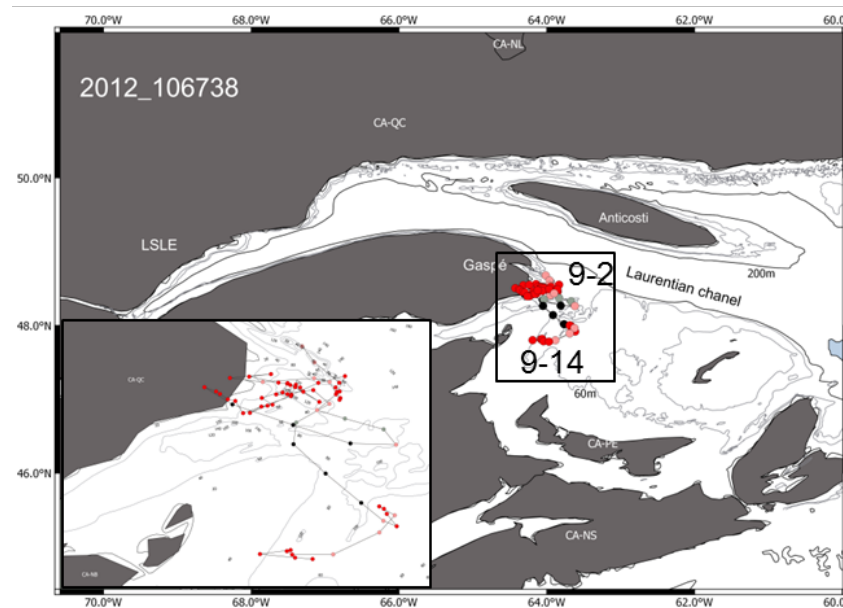 70.0°W 68.0°W 66.0°W 64.0°W 62.0°W 60.0
CA-NL
2012_106738
CA-QC
50.0°N
Anticosti
LSLE
Gaspé
9-2
200m
Laurentian chanel
48.0°N
9-14
CA-QC
60m
CA-PE
46.0°N
CA-NS
CA-NB
70.0°W 68.0°W 66.0°W 64.0°W 62.0°W 60.0